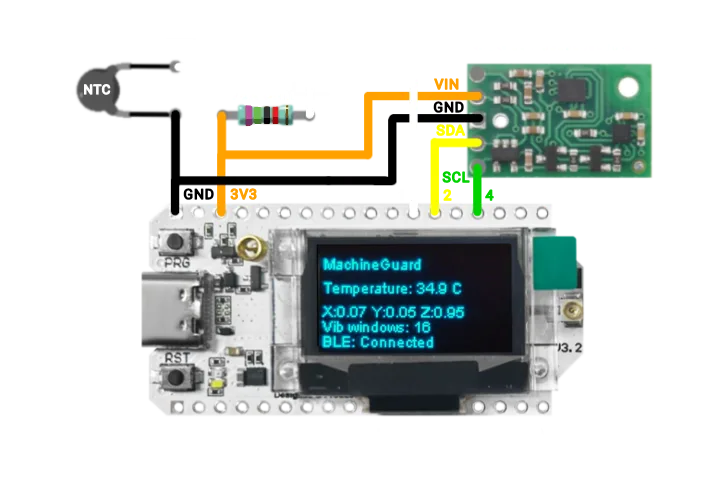 NTC
VIN
GND
SDA
SCL
GND 3V3
2 4
PRG
MachineGuard
Temperature: 34.9 C
X:0.07 Y:0.05 Z:0.95
Vib windows: 16
BLE: Connected
V3.2
RST